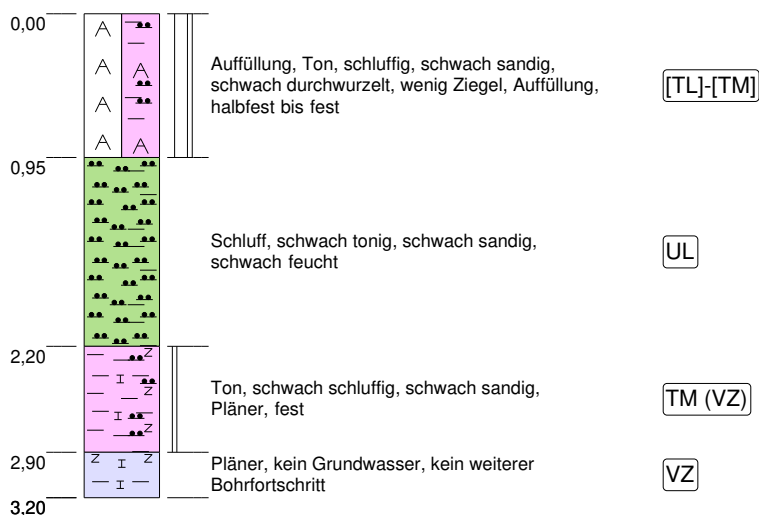 0,00
Auffüllung, Ton, schluffig, schwach sandig,
schwach durchwurzelt, wenig Ziegel, Auffüllung,
halbfest bis fest
[TL]-[TM]
0,95
Schluff, schwach tonig, schwach sandig,
schwach feucht
UL
2,20
Ton, schwach schluffig, schwach sandig,
Pläner, fest
TM (VZ)
2,90
Pläner, kein Grundwasser, kein weiterer
Bohrfortschritt
VZ
3,20